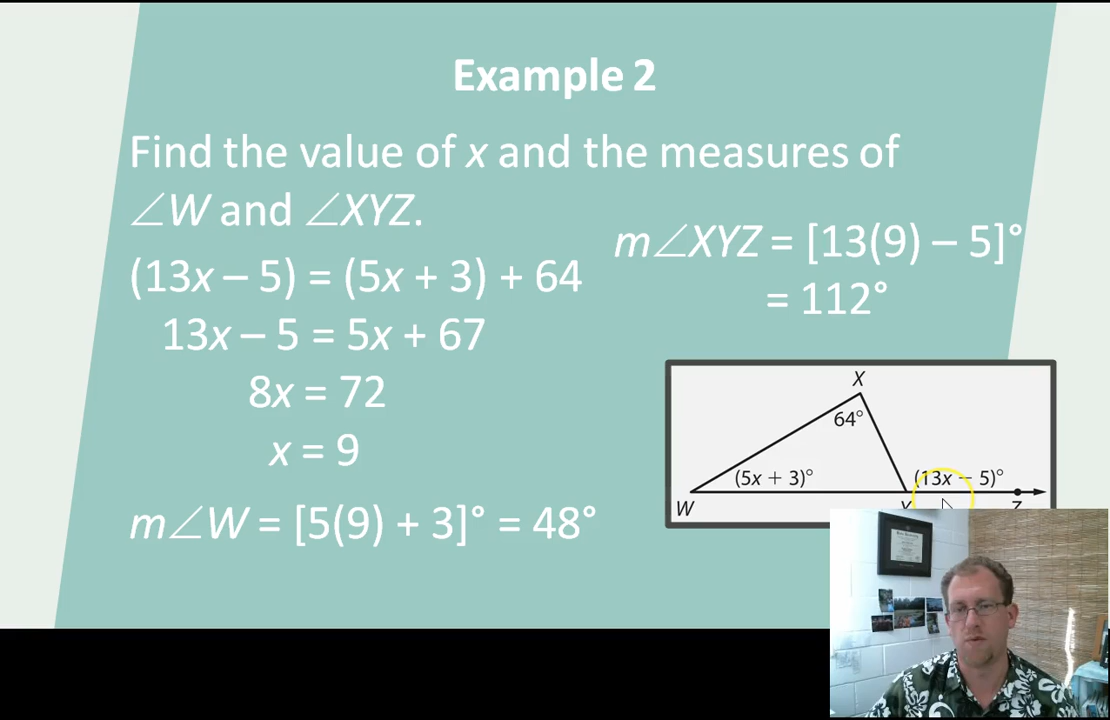 Example 2
Find the value of x and the measures of
∠W and ∠XYZ.
(13x – 5) = (5x + 3) + 64
13x – 5 = 5x + 67
8x = 72
x = 9
m∠W = [5(9) + 3]° = 48°
m∠XYZ = [13(9) – 5]°
= 112°
X
64°
(5x + 3)°
(13x – 5)°
W